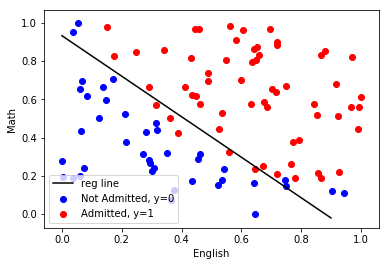 1.0
0.8
0.6
0.4
0.2
0.0
Math
reg line
Not Admitted, y=0
Admitted, y=1
0.0 0.2 0.4 0.6 0.8 1.0
English